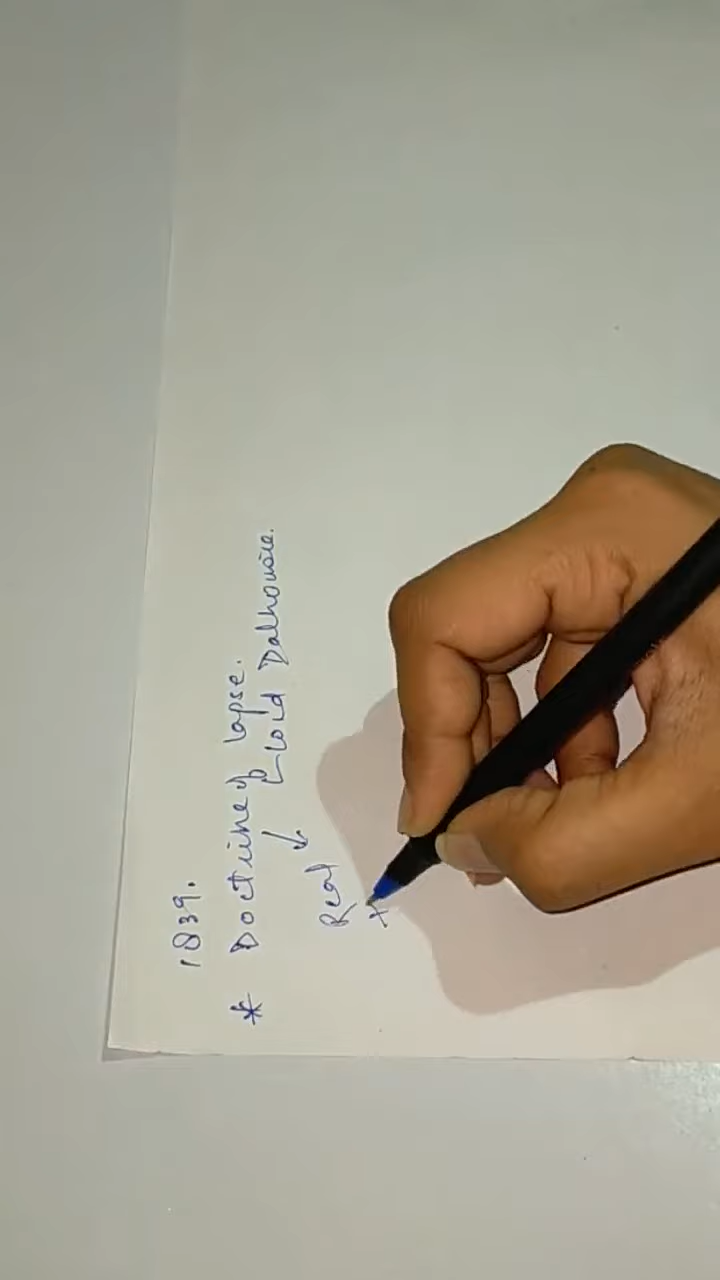 1839.
* Doctrine of lapse.
↓ ↳ Lord Dalhousie.
Real